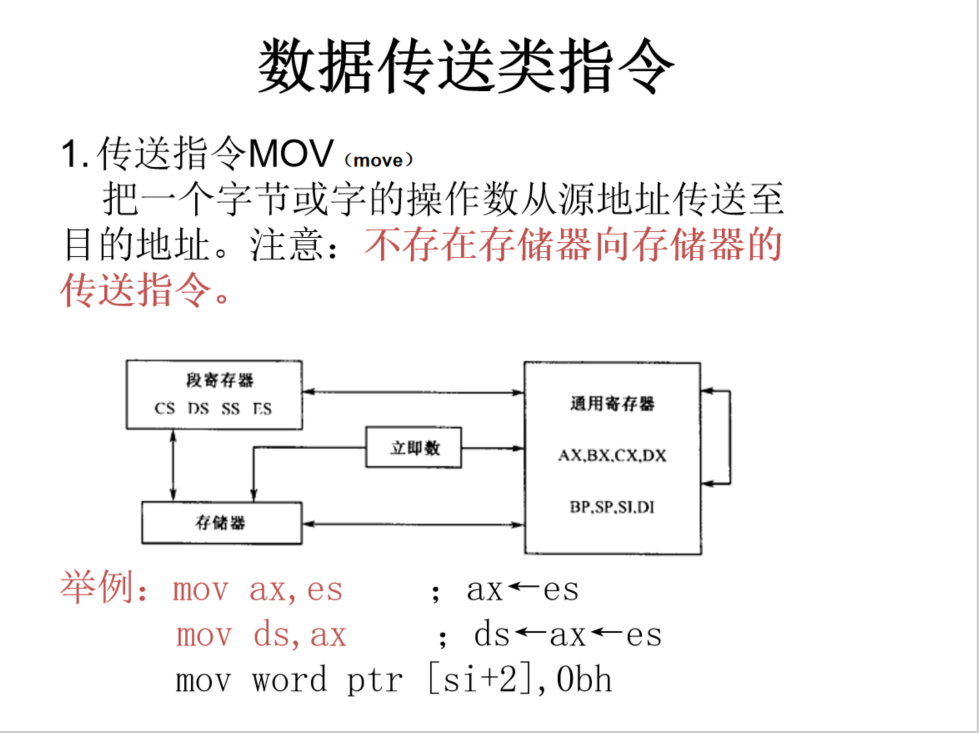 数据传送类指令
1. 传送指令MOV（move）
把一个字节或字的操作数从源地址传送至
目的地址。注意：不存在存储器向存储器的
传送指令。
段寄存器
CS DS SS ES
通用寄存器
立即数
AX,BX,CX,DX
BP,SP,SI,DI
存储器
举例：mov ax,es ；ax←es
mov ds,ax ；ds←ax←es
mov word ptr [si+2],0bh